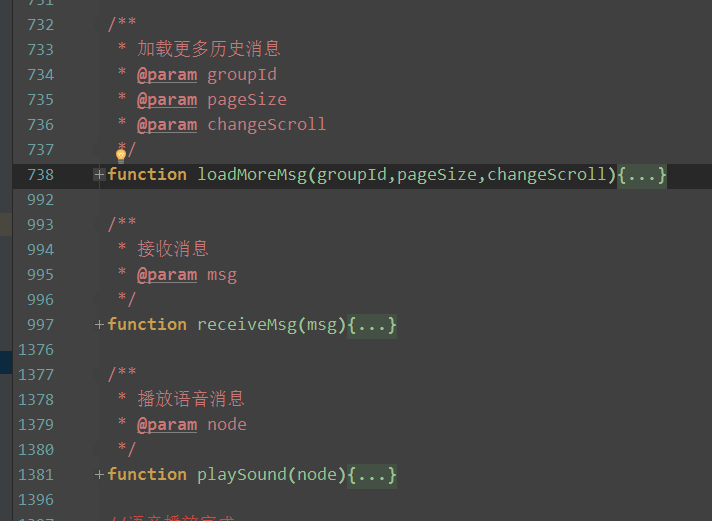 732 /**
733 * 加载更多历史消息
734 * @param groupId
735 * @param pageSize
736 * @param changeScroll
737 */
738 +function loadMoreMsg(groupId,pageSize,changeScroll){...}
992
993 /**
994 * 接收消息
995 * @param msg
996 */
997 +function receiveMsg(msg){...}
1376
1377 /**
1378 * 播放语音消息
1379 * @param node
1380 */
1381 +function playSound(node){...}
1396